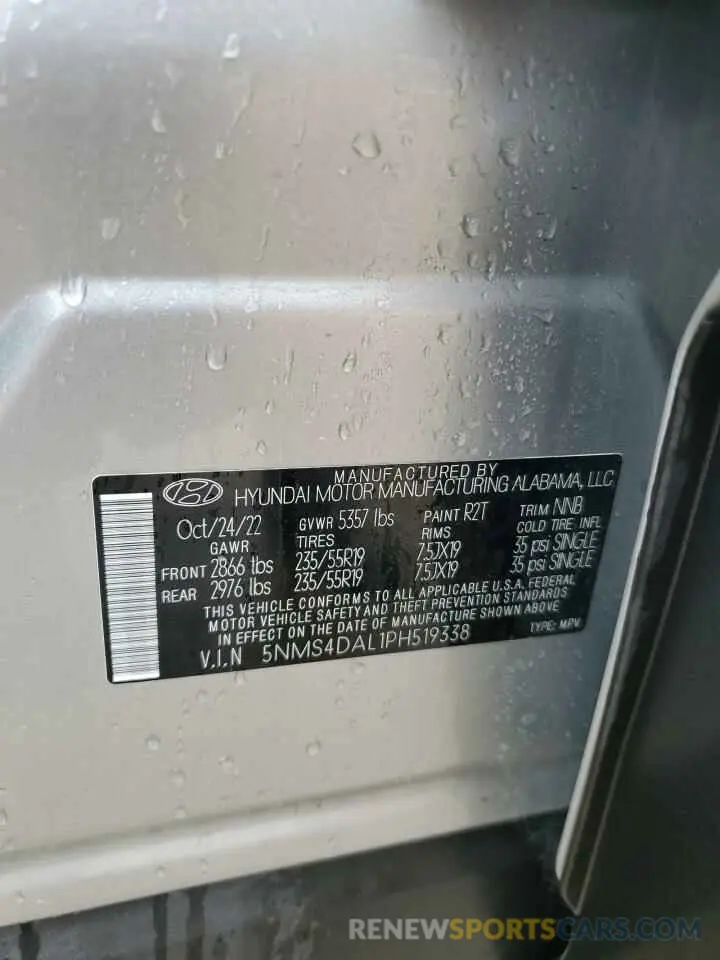 MANUFACTURED BY
HYUNDAI MOTOR MANUFACTURING ALABAMA, LLC
Oct/24/22 GVWR 5357 lbs PAINT R2T TRIM NNB
GAWR TIRES RIMS COLD TIRE INFL
FRONT 2866 lbs 235/55R19 7.5JX19 35 psi SINGLE
REAR 2976 lbs 235/55R19 7.5JX19 35 psi SINGLE
THIS VEHICLE CONFORMS TO ALL APPLICABLE U.S.A. FEDERAL
MOTOR VEHICLE SAFETY AND THEFT PREVENTION STANDARDS
IN EFFECT ON THE DATE OF MANUFACTURE SHOWN ABOVE
V.I.N 5NMS4DAL1PH519338 TYPE: MPV
RENEWSPORTSCARS.COM